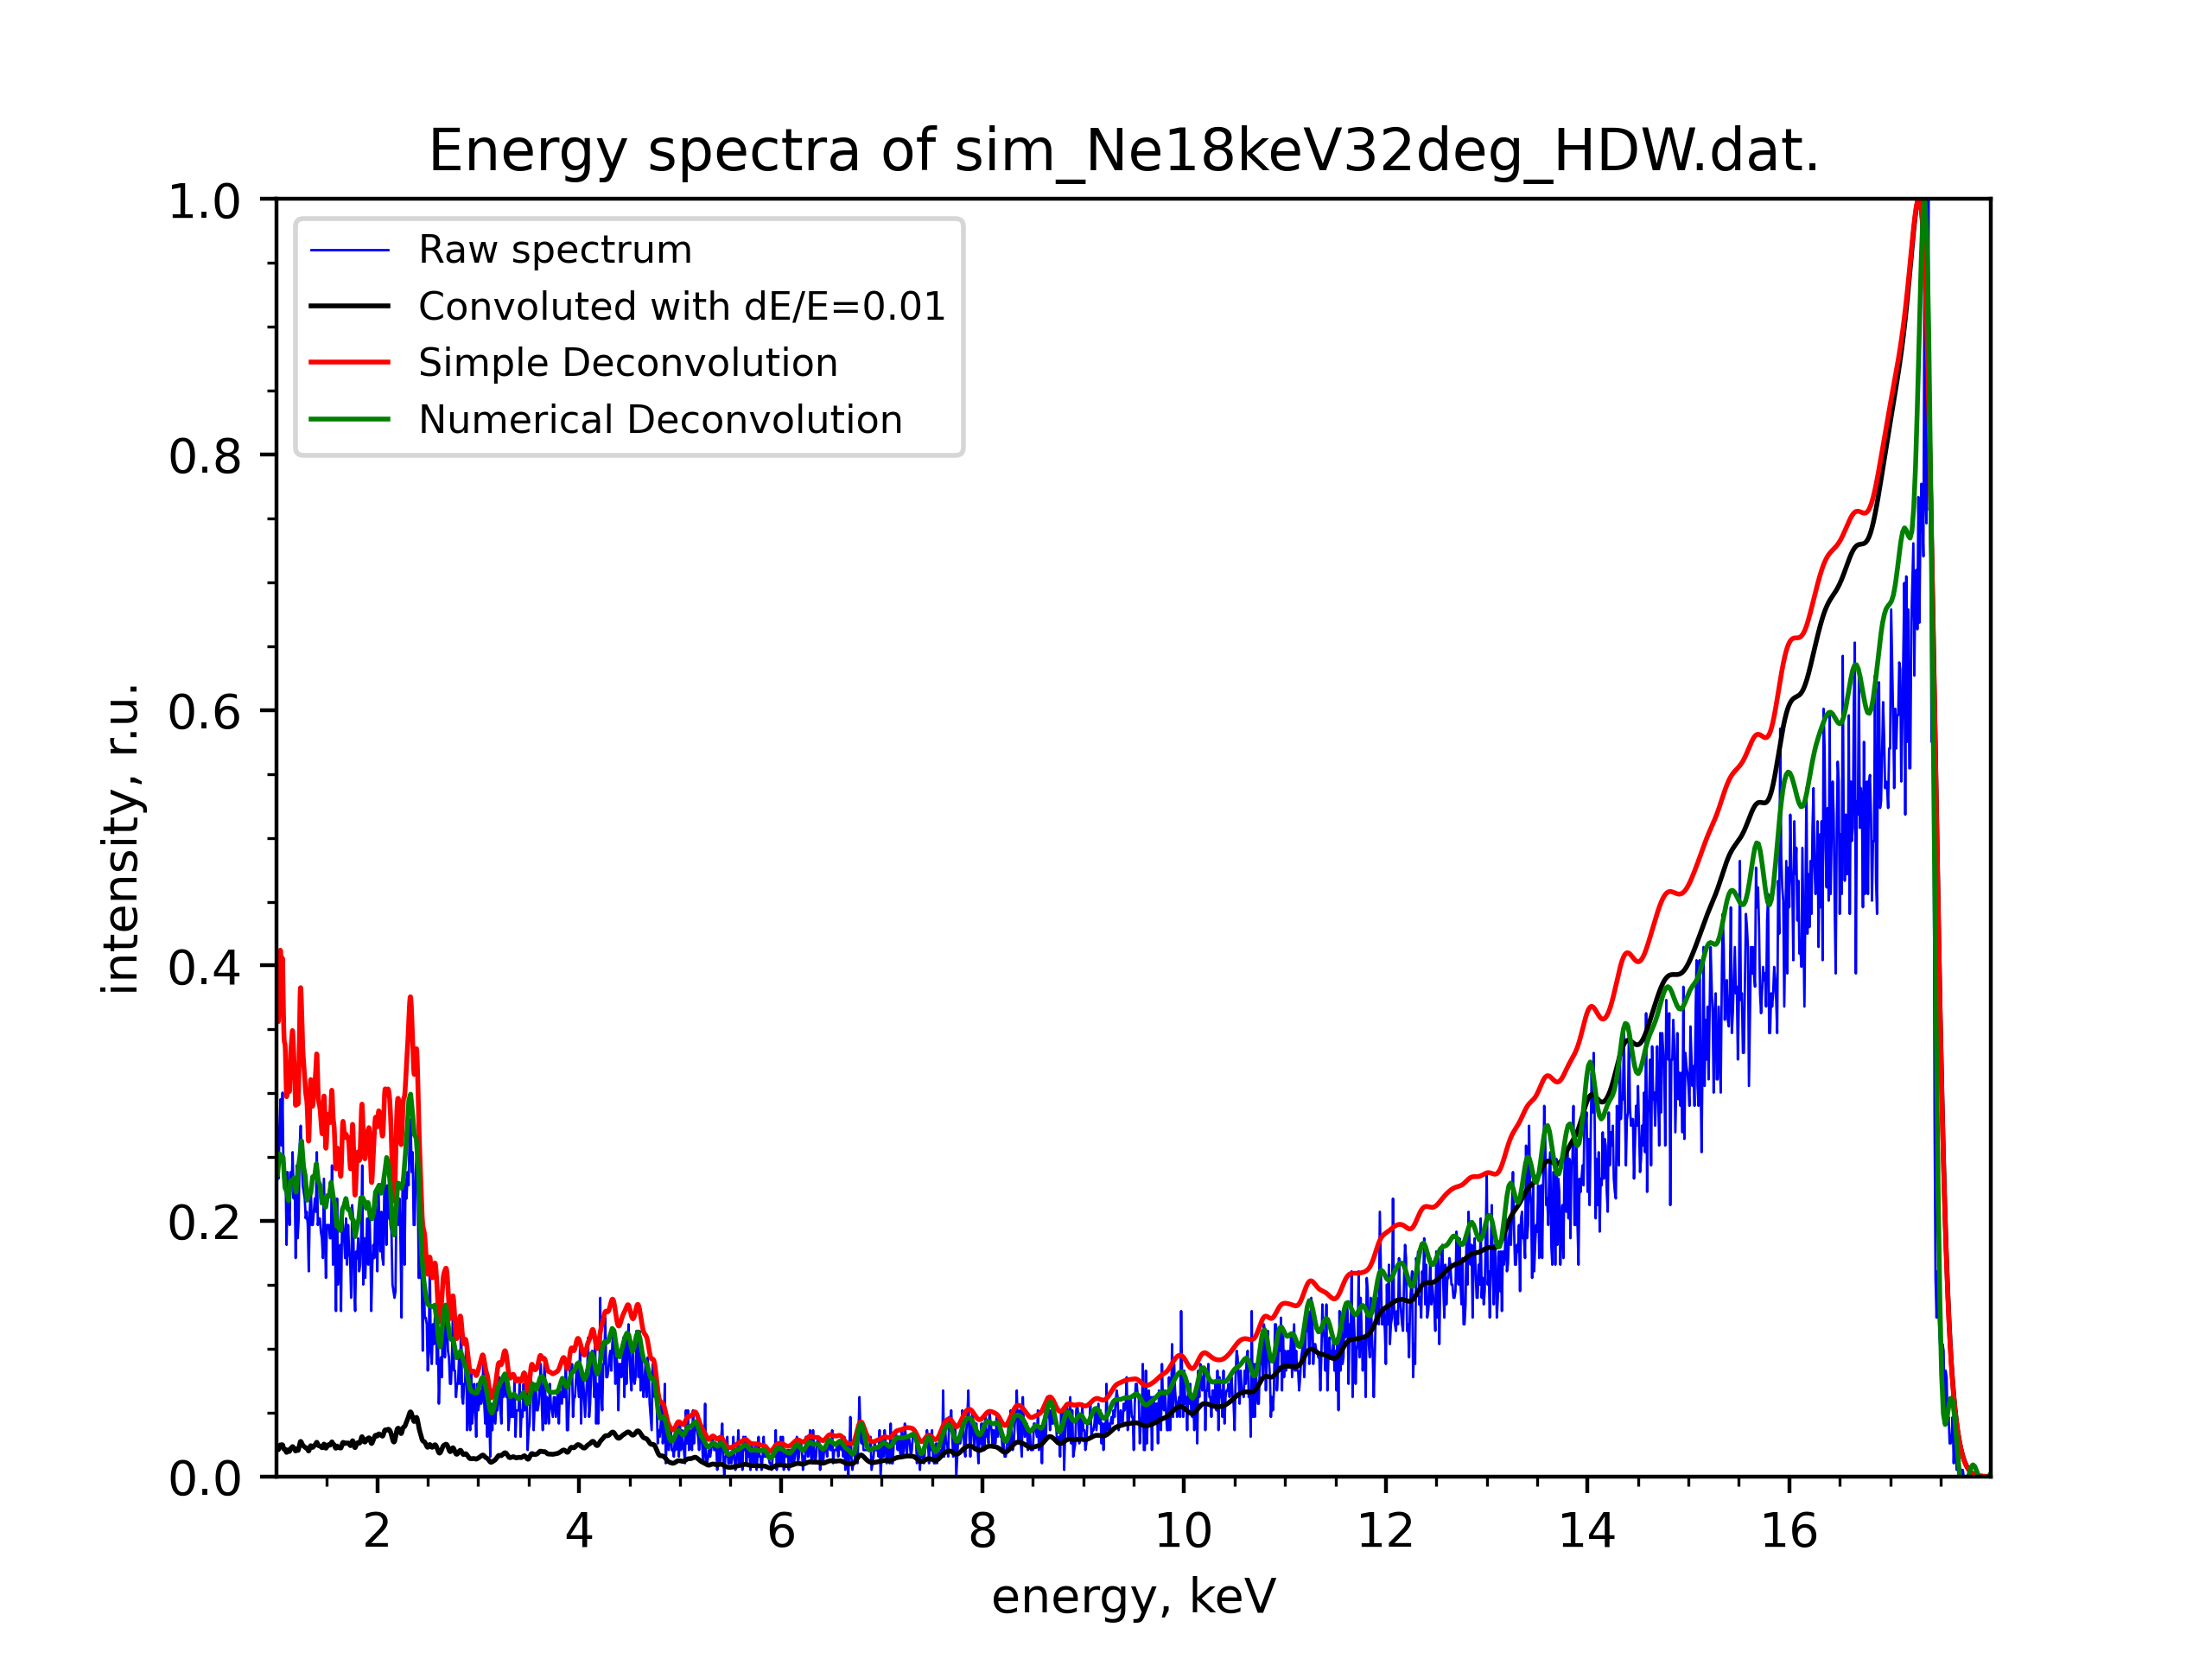 Energy spectra of sim_Ne18keV32deg_HDW.dat.
1.0
0.8
0.6
0.4
0.2
0.0
intensity, r.u.
Raw spectrum
Convoluted with dE/E=0.01
Simple Deconvolution
Numerical Deconvolution
2 4 6 8 10 12 14 16
energy, keV